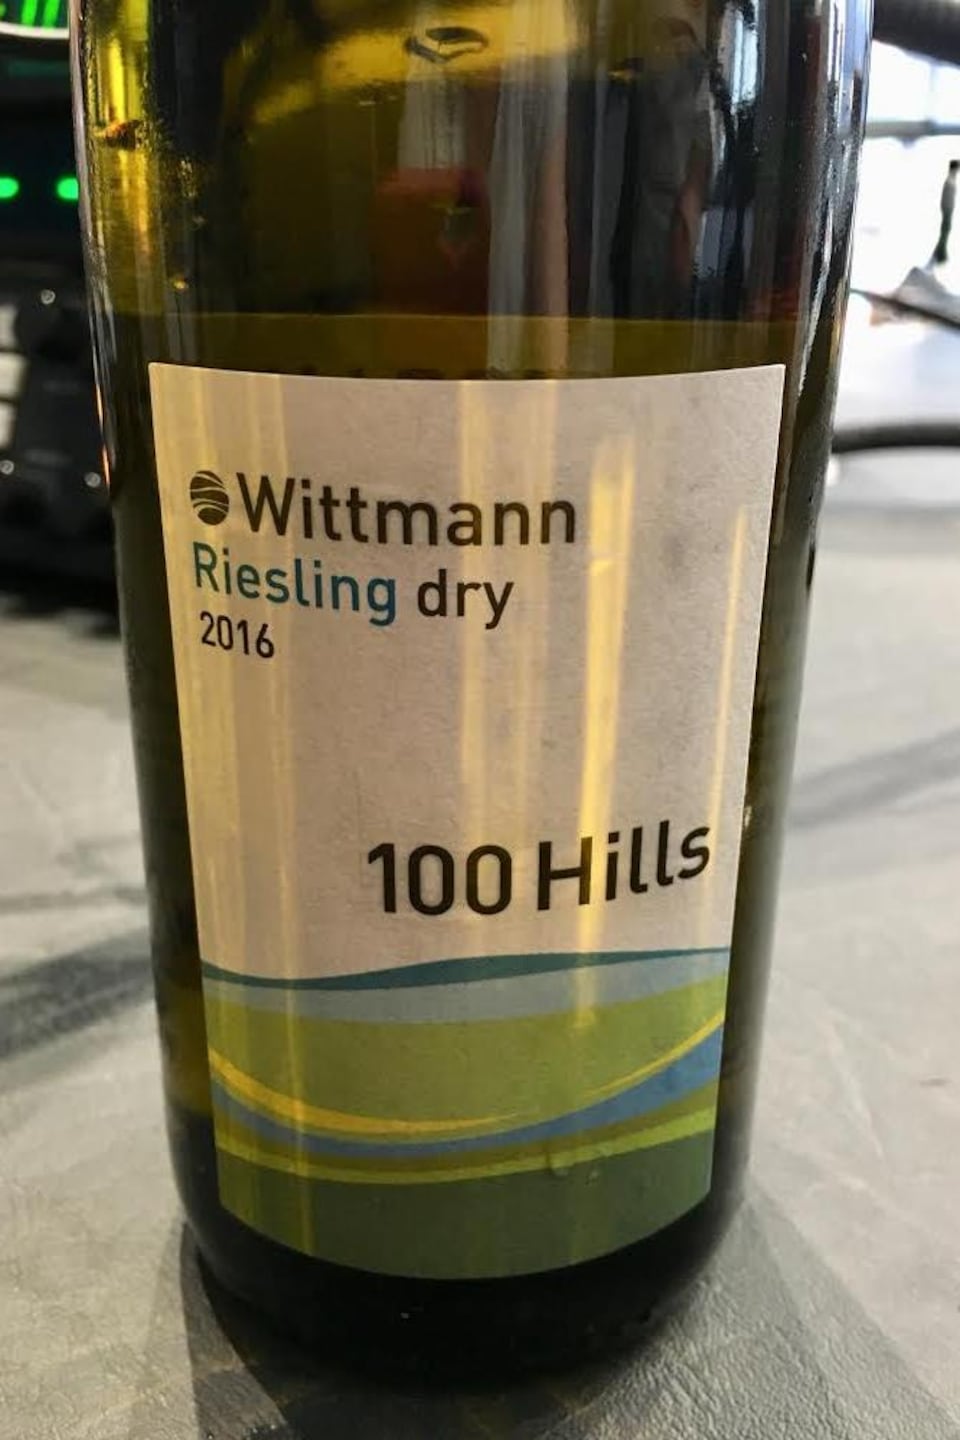 Wittmann
Riesling dry
2016
100 Hills